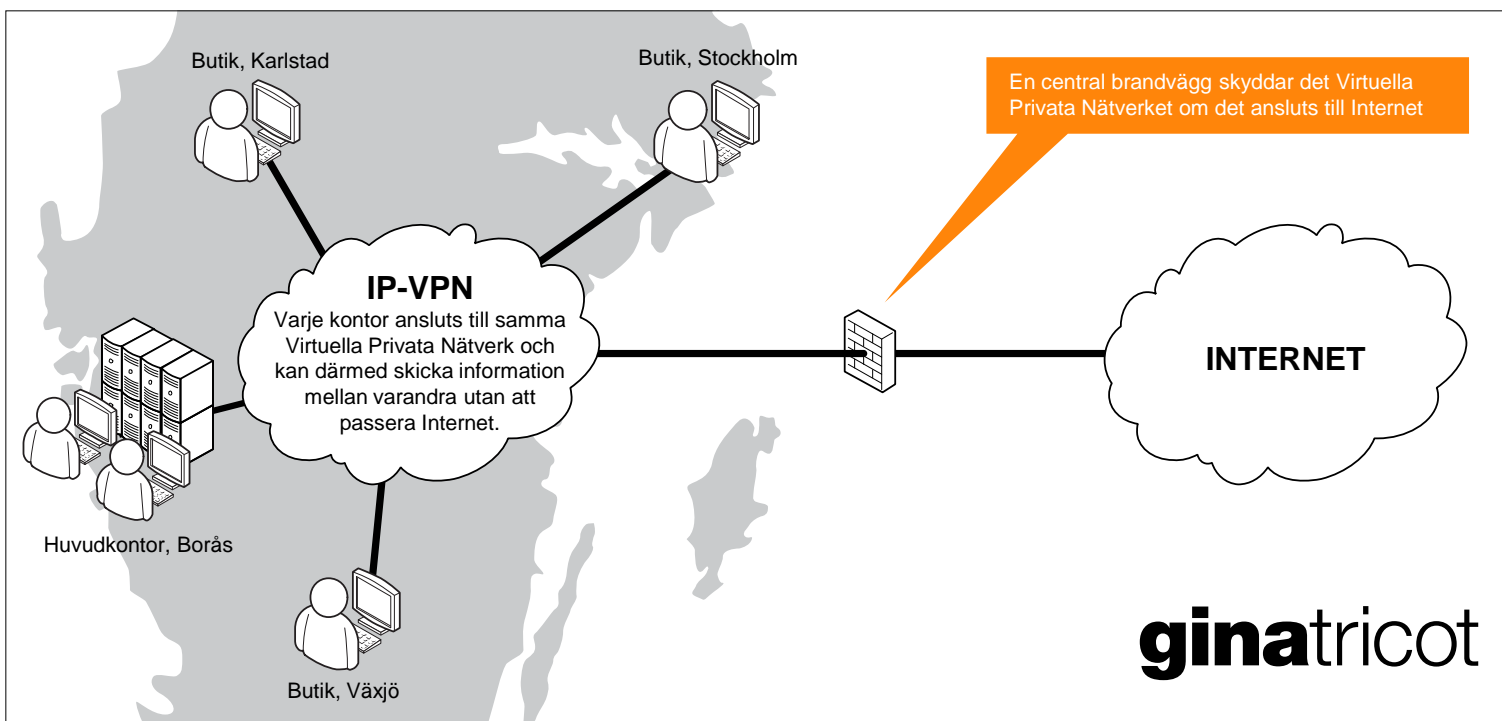 Butik, Karlstad
Butik, Stockholm
En central brandvägg skyddar det Virtuella
Privata Nätverket om det ansluts till Internet
IP-VPN
Varje kontor ansluts till samma
Virtuella Privata Nätverk och
kan därmed skicka information
mellan varandra utan att
passera Internet.
INTERNET
Huvudkontor, Borås
Butik, Växjö
ginatricot